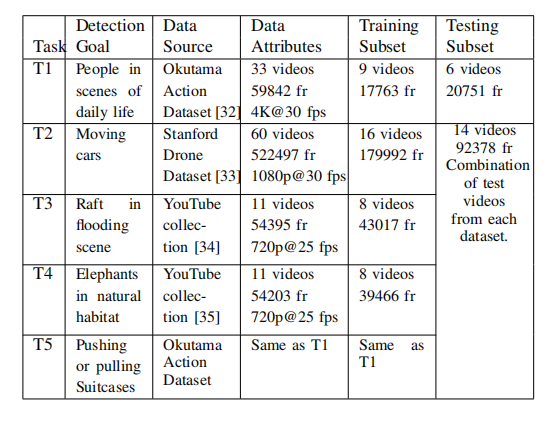 Task Detection Goal Data Source Data Attributes Training Subset Testing Subset
T1 People in scenes of daily life Okutama Action Dataset [32] 33 videos 59842 fr 4K@30 fps 9 videos 17763 fr 6 videos 20751 fr
T2 Moving cars Stanford Drone Dataset [33] 60 videos 522497 fr 1080p@30 fps 16 videos 179992 fr 14 videos 92378 fr Combination of test videos from each dataset.
T3 Raft in flooding scene YouTube collec- tion [34] 11 videos 54395 fr 720p@25 fps 8 videos 43017 fr
T4 Elephants in natural habitat YouTube collec- tion [35] 11 videos 54203 fr 720p@25 fps 8 videos 39466 fr
T5 Pushing or pulling Suitcases Okutama Action Dataset Same as T1 Same as T1